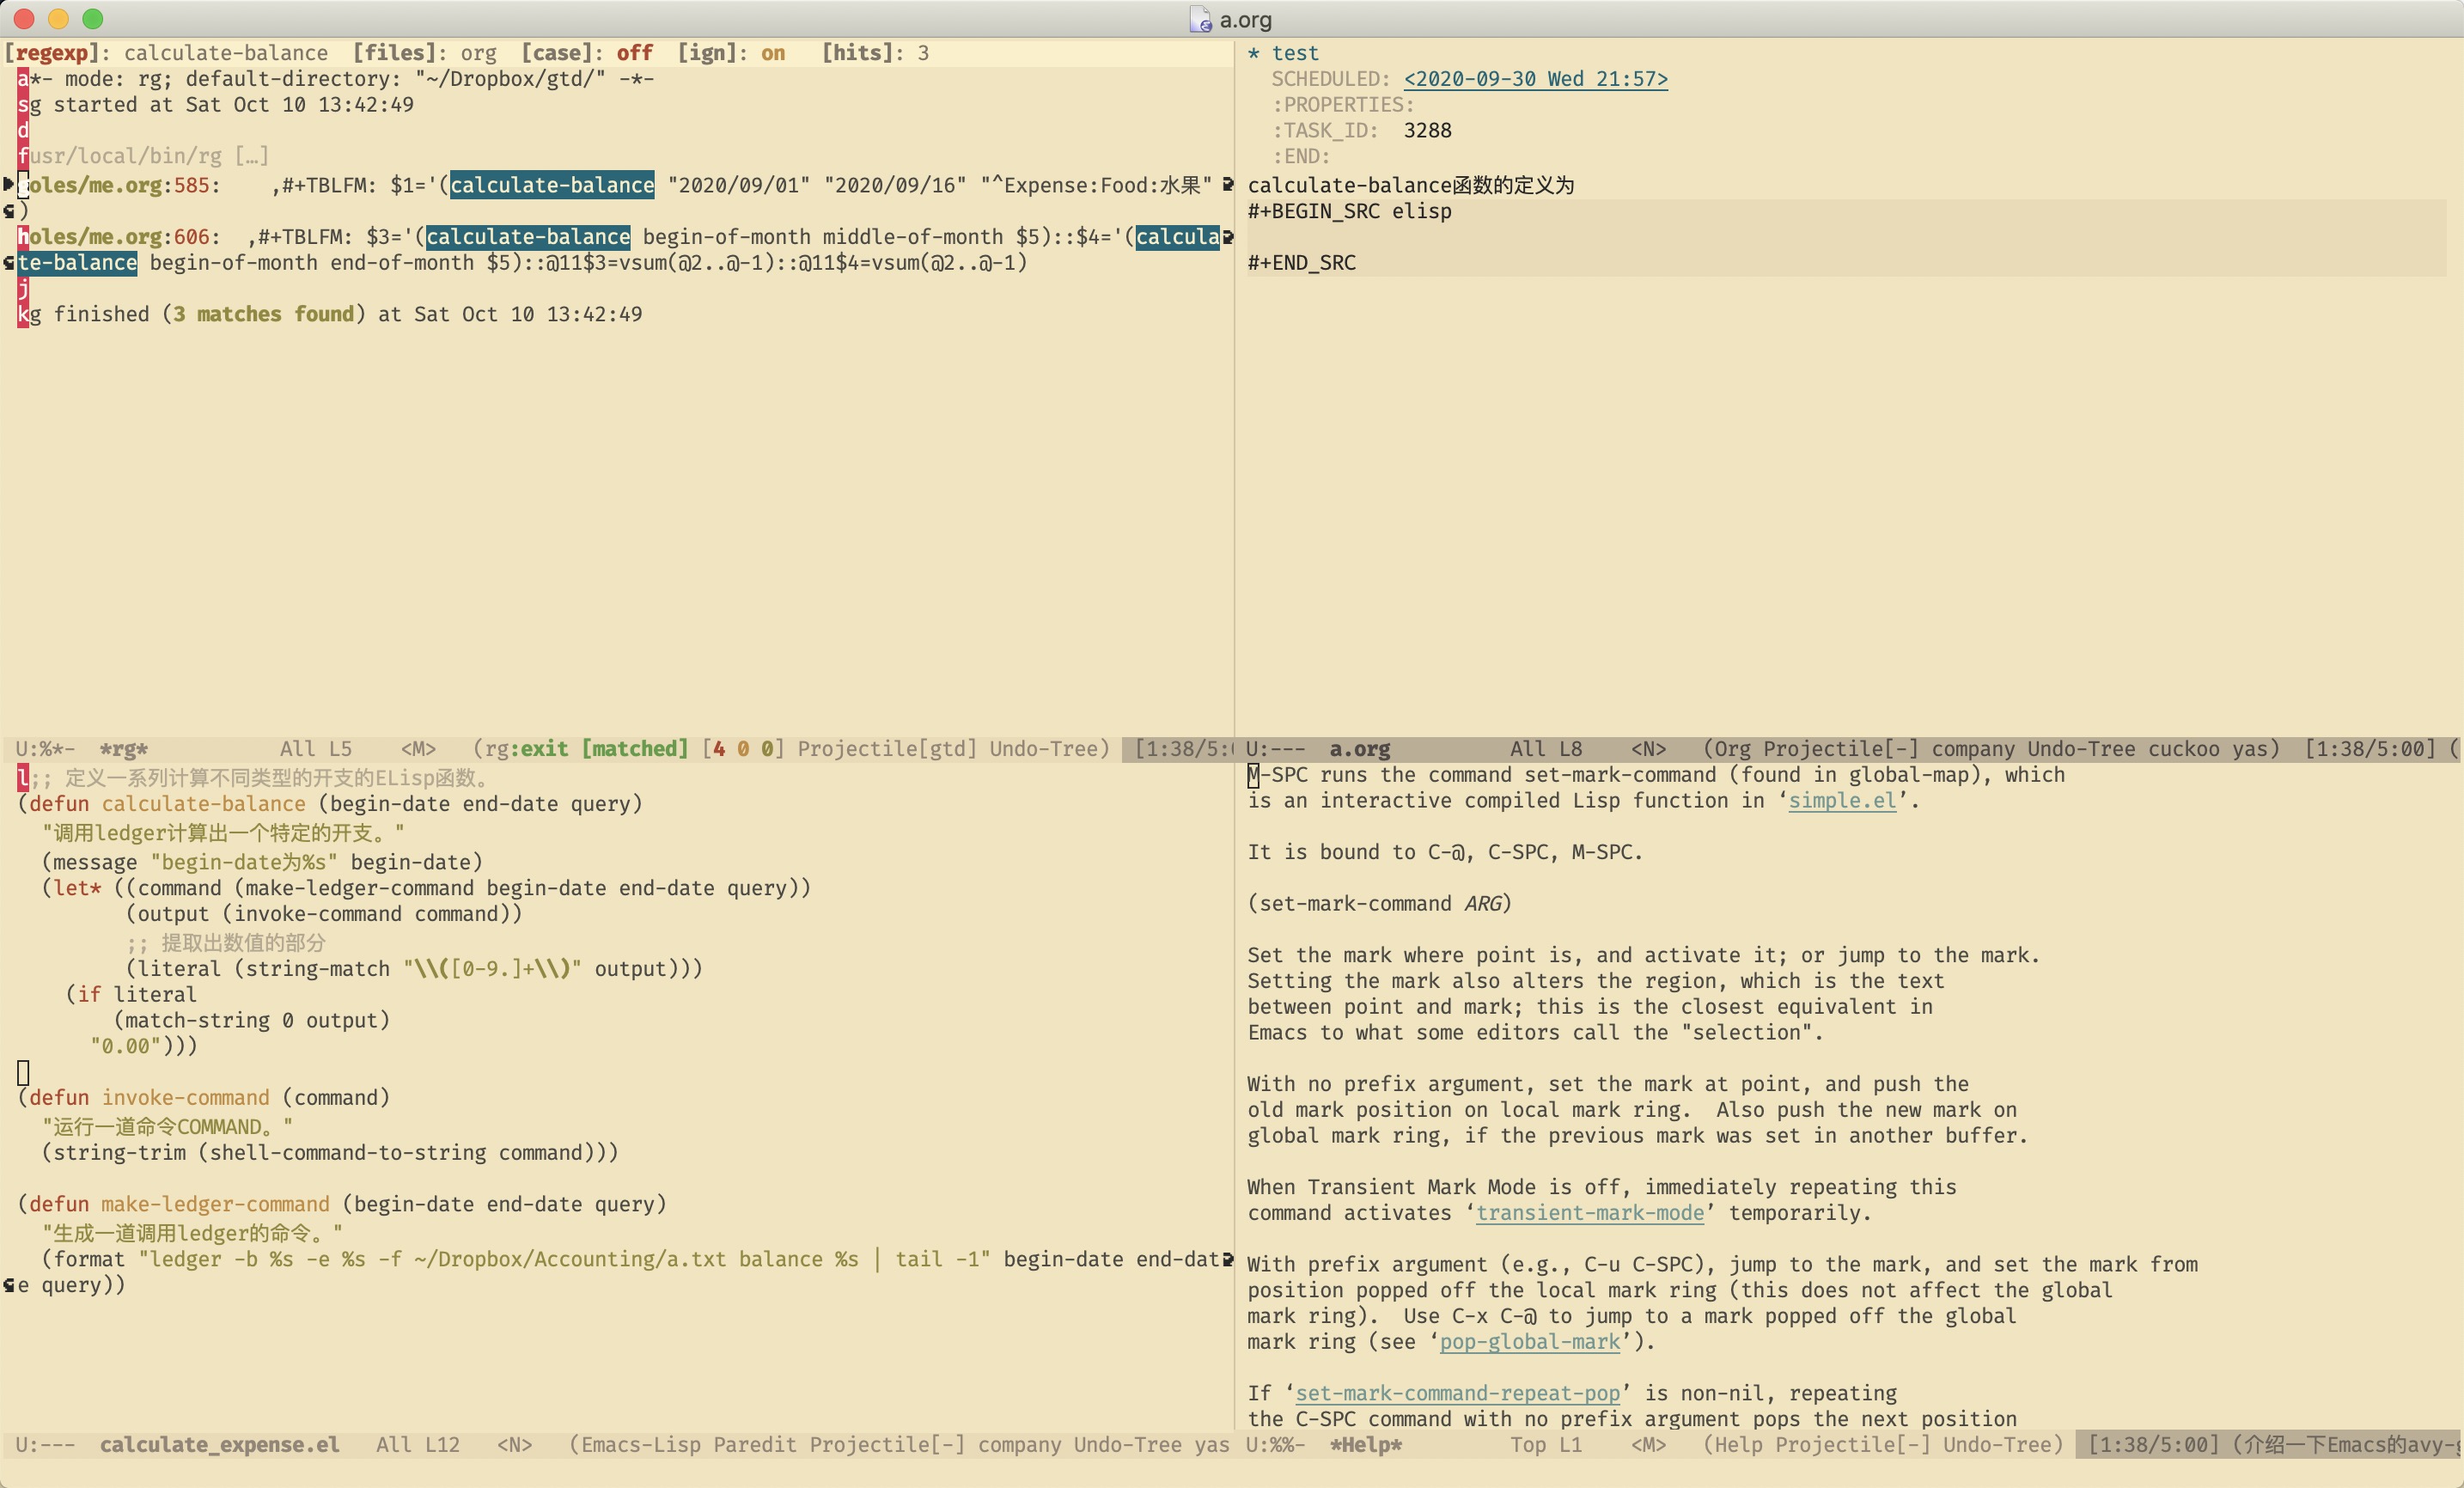 a.org
[regexp]: calculate-balance  [files]: org  [case]: off  [ign]: on   [hits]: 3
a*- mode: rg; default-directory: "~/Dropbox/gtd/" -*-
sg started at Sat Oct 10 13:42:49
d
fusr/local/bin/rg […]
goles/me.org:585:    ,#+TBLFM: $1='(calculate-balance "2020/09/01" "2020/09/16" "^Expense:Food:水果"
)
holes/me.org:606:  ,#+TBLFM: $3='(calculate-balance begin-of-month middle-of-month $5)::$4='(calcula
te-balance begin-of-month end-of-month $5)::@11$3=vsum(@2..@-1)::@11$4=vsum(@2..@-1)
j
kg finished (3 matches found) at Sat Oct 10 13:42:49
U:%*-  *rg*           All L5    <M>   (rg:exit [matched] [4 0 0] Projectile[gtd] Undo-Tree)  [1:38/5:
* test
  SCHEDULED: <2020-09-30 Wed 21:57>
  :PROPERTIES:
  :TASK_ID:  3288
  :END:
calculate-balance函数的定义为
#+BEGIN_SRC elisp
#+END_SRC
U:---  a.org          All L8    <N>   (Org Projectile[-] company Undo-Tree cuckoo yas)  [1:38/5:00] (
l;; 定义一系列计算不同类型的开支的ELisp函数。
(defun calculate-balance (begin-date end-date query)
  "调用ledger计算出一个特定的开支。"
  (message "begin-date为%s" begin-date)
  (let* ((command (make-ledger-command begin-date end-date query))
         (output (invoke-command command))
         ;; 提取出数值的部分
         (literal (string-match "\\([0-9.]+\\)" output)))
    (if literal
        (match-string 0 output)
      "0.00")))
(defun invoke-command (command)
  "运行一道命令COMMAND。"
  (string-trim (shell-command-to-string command)))
(defun make-ledger-command (begin-date end-date query)
  "生成一道调用ledger的命令。"
  (format "ledger -b %s -e %s -f ~/Dropbox/Accounting/a.txt balance %s | tail -1" begin-date end-dat
e query))
U:---  calculate_expense.el   All L12   <N>   (Emacs-Lisp Paredit Projectile[-] company Undo-Tree yas
M-SPC runs the command set-mark-command (found in global-map), which
is an interactive compiled Lisp function in ‘simple.el’.
It is bound to C-@, C-SPC, M-SPC.
(set-mark-command ARG)
Set the mark where point is, and activate it; or jump to the mark.
Setting the mark also alters the region, which is the text
between point and mark; this is the closest equivalent in
Emacs to what some editors call the "selection".
With no prefix argument, set the mark at point, and push the
old mark position on local mark ring.  Also push the new mark on
global mark ring, if the previous mark was set in another buffer.
When Transient Mark Mode is off, immediately repeating this
command activates ‘transient-mark-mode’ temporarily.
With prefix argument (e.g., C-u C-SPC), jump to the mark, and set the mark from
position popped off the local mark ring (this does not affect the global
mark ring).  Use C-x C-@ to jump to a mark popped off the global
mark ring (see ‘pop-global-mark’).
If ‘set-mark-command-repeat-pop’ is non-nil, repeating
the C-SPC command with no prefix argument pops the next position
U:%%-  *Help*         Top L1    <M>   (Help Projectile[-] Undo-Tree)  [1:38/5:00] (介绍一下Emacs的avy-